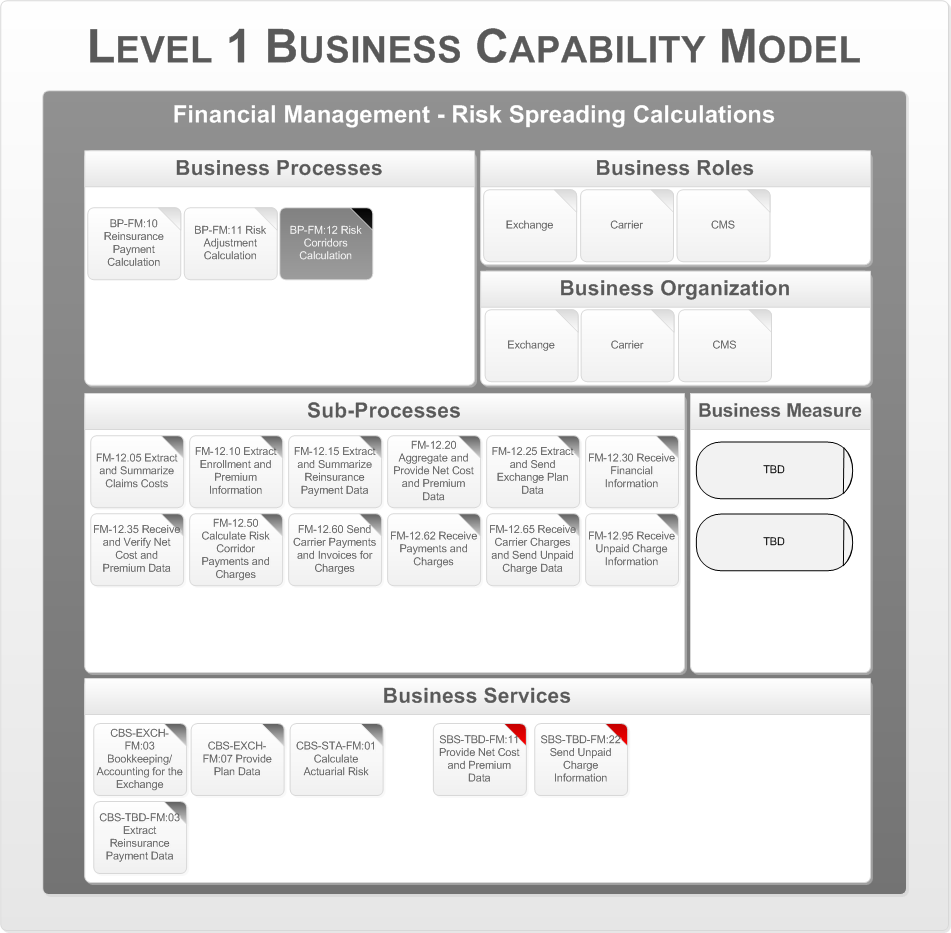 LEVEL 1 BUSINESS CAPABILITY MODEL
Financial Management - Risk Spreading Calculations
Business Processes
BP-FM:10
Reinsurance
Payment
Calculation
BP-FM:11 Risk
Adjustment
Calculation
BP-FM:12 Risk
Corridors
Calculation
Business Roles
Exchange
Carrier
CMS
Business Organization
Exchange
Carrier
CMS
Sub-Processes
FM-12.05 Extract
and Summarize
Claims Costs
FM-12.10 Extract
Enrollment and
Premium
Information
FM-12.15 Extract
and Summarize
Reinsurance
Payment Data
FM-12.20
Aggregate and
Provide Net Cost
and Premium
Data
FM-12.25 Extract
and Send
Exchange Plan
Data
FM-12.30 Receive
Financial
Information
FM-12.35 Receive
and Verify Net
Cost and
Premium Data
FM-12.50
Calculate Risk
Corridor
Payments and
Charges
FM-12.60 Send
Carrier Payments
and Invoices for
Charges
FM-12.62 Receive
Payments and
Charges
FM-12.65 Receive
Carrier Charges
and Send Unpaid
Charge Data
FM-12.95 Receive
Unpaid Charge
Information
Business Measure
TBD
TBD
Business Services
CBS-EXCH-
FM:03
Bookkeeping/
Accounting for the
Exchange
CBS-EXCH-
FM:07 Provide
Plan Data
CBS-STA-FM:01
Calculate
Actuarial Risk
SBS-TBD-FM:11
Provide Net Cost
and Premium
Data
SBS-TBD-FM:22
Send Unpaid
Charge
Information
CBS-TBD-FM:03
Extract
Reinsurance
Payment Data